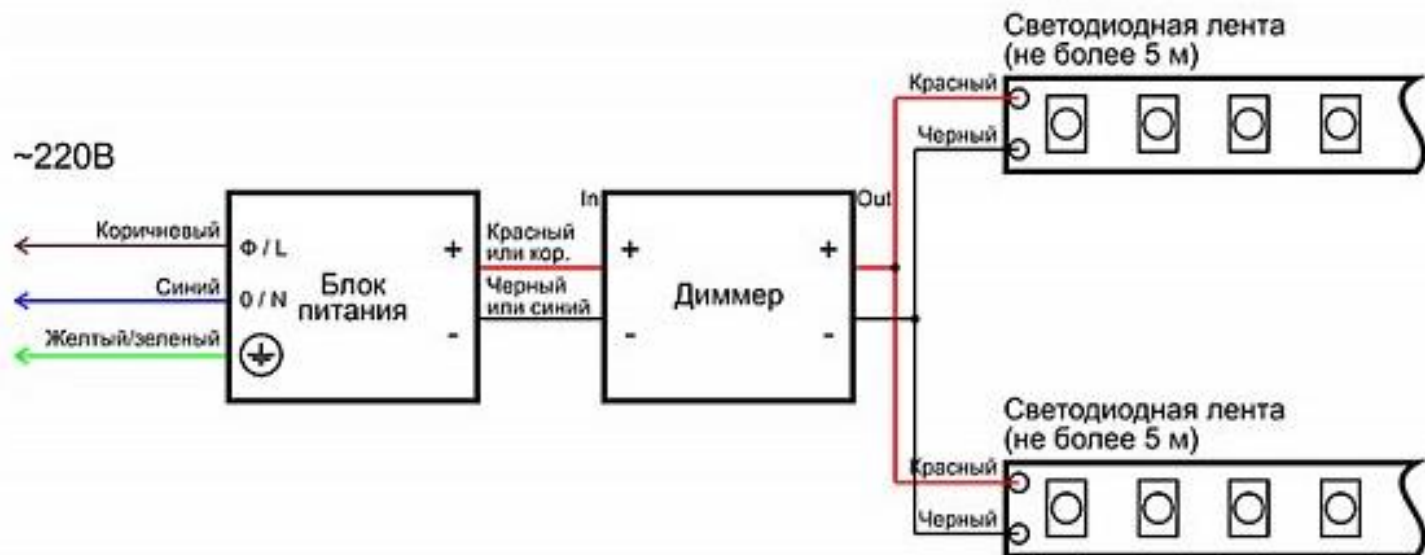 Светодиодная лента
(не более 5 м)
Красный
Черный
~220В
Коричневый
Синий
Желтый/зеленый
Ф / L
0 / N
Блок
питания
+
-
Красный
или кор.
Черный
или синий
In
+
-
Диммер
Out
+
-
Светодиодная лента
(не более 5 м)
Красный
Черный